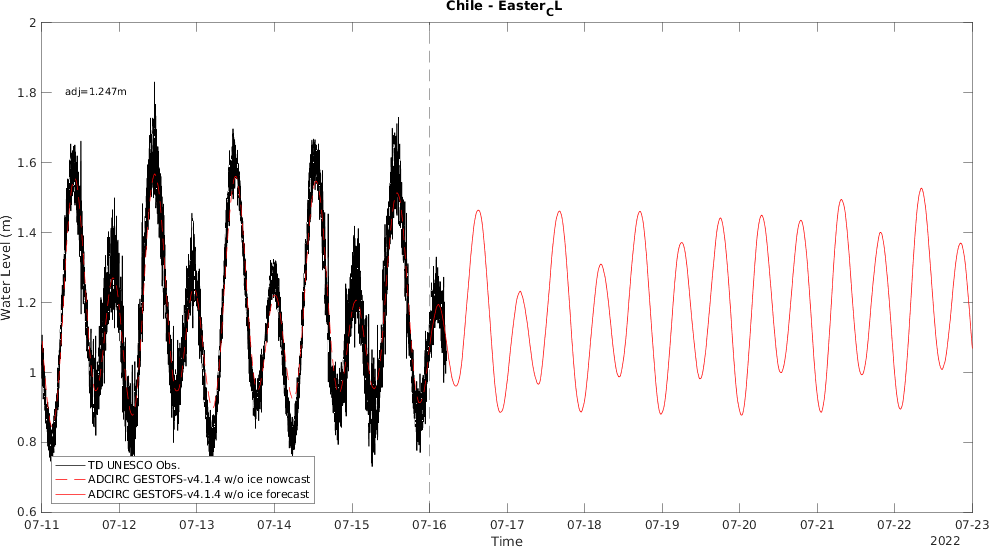 Chile - Easter_CL
2
1.8
1.6
1.4
1.2
1
0.8
0.6
Water Level (m)
adj=1.247m
TD UNESCO Obs.
ADCIRC GESTOFS-v4.1.4 w/o ice nowcast
ADCIRC GESTOFS-v4.1.4 w/o ice forecast
07-11 07-12 07-13 07-14 07-15 07-16 07-17 07-18 07-19 07-20 07-21 07-22 07-23
Time
2022